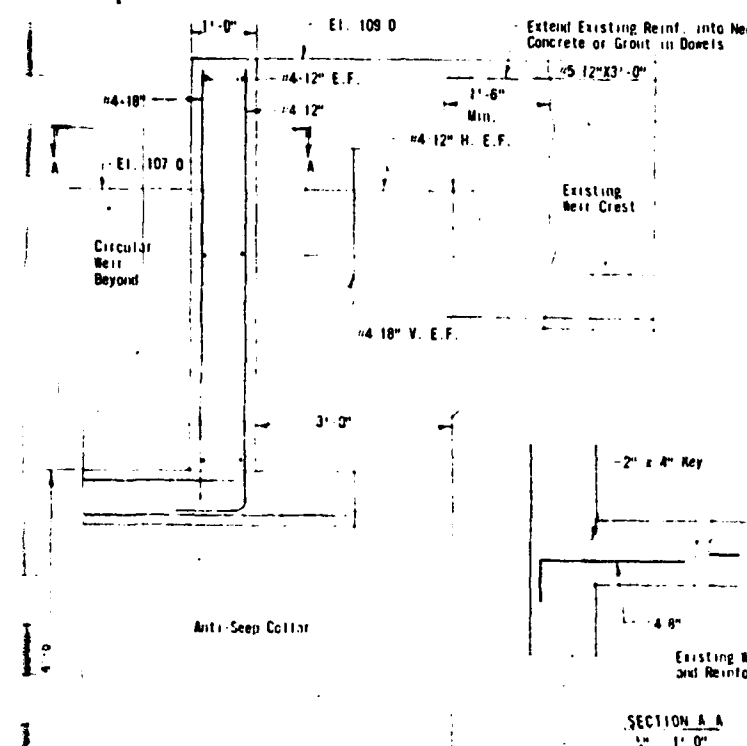 1'-0"
El. 109 0
Extend Existing Reinf. into
Concrete or Grout in Dowels
#4-12" E.F.
#5 12"X3'-0"
#4-18"
#4 12"
1'-6"
Min.
#4-12" H. E.F.
A
A
El. 107 0
Existing
Weir Crest
Circular
Weir
Beyond
#4 18" V. E.F.
3'-0"
2" x 4" Key
Anti-Seep Collar
4 8"
Existing
and
SECTION A A
1' 0"